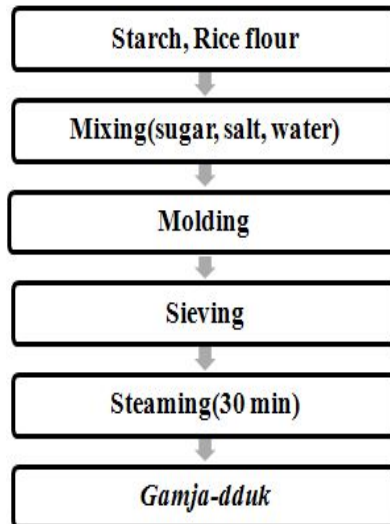 Starch, Rice flour
Mixing(sugar, salt, water)
Molding
Sieving
Steaming(30 min)
Gamja-dduk